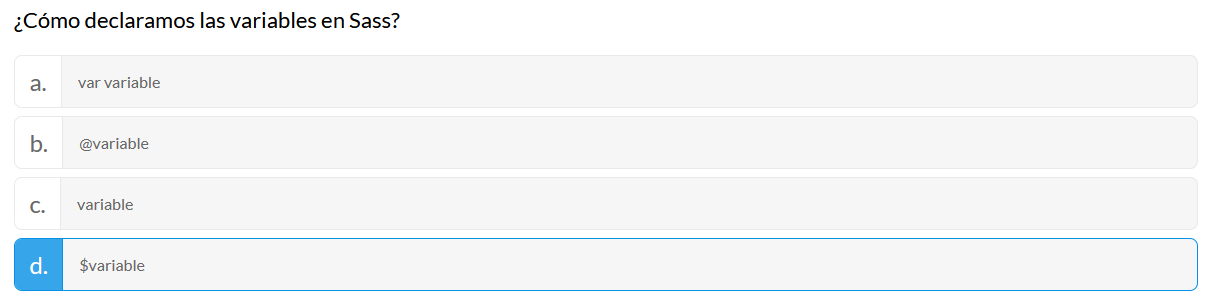 ¿Cómo declaramos las variables en Sass?
a. var variable
b. @variable
c. variable
d. $variable